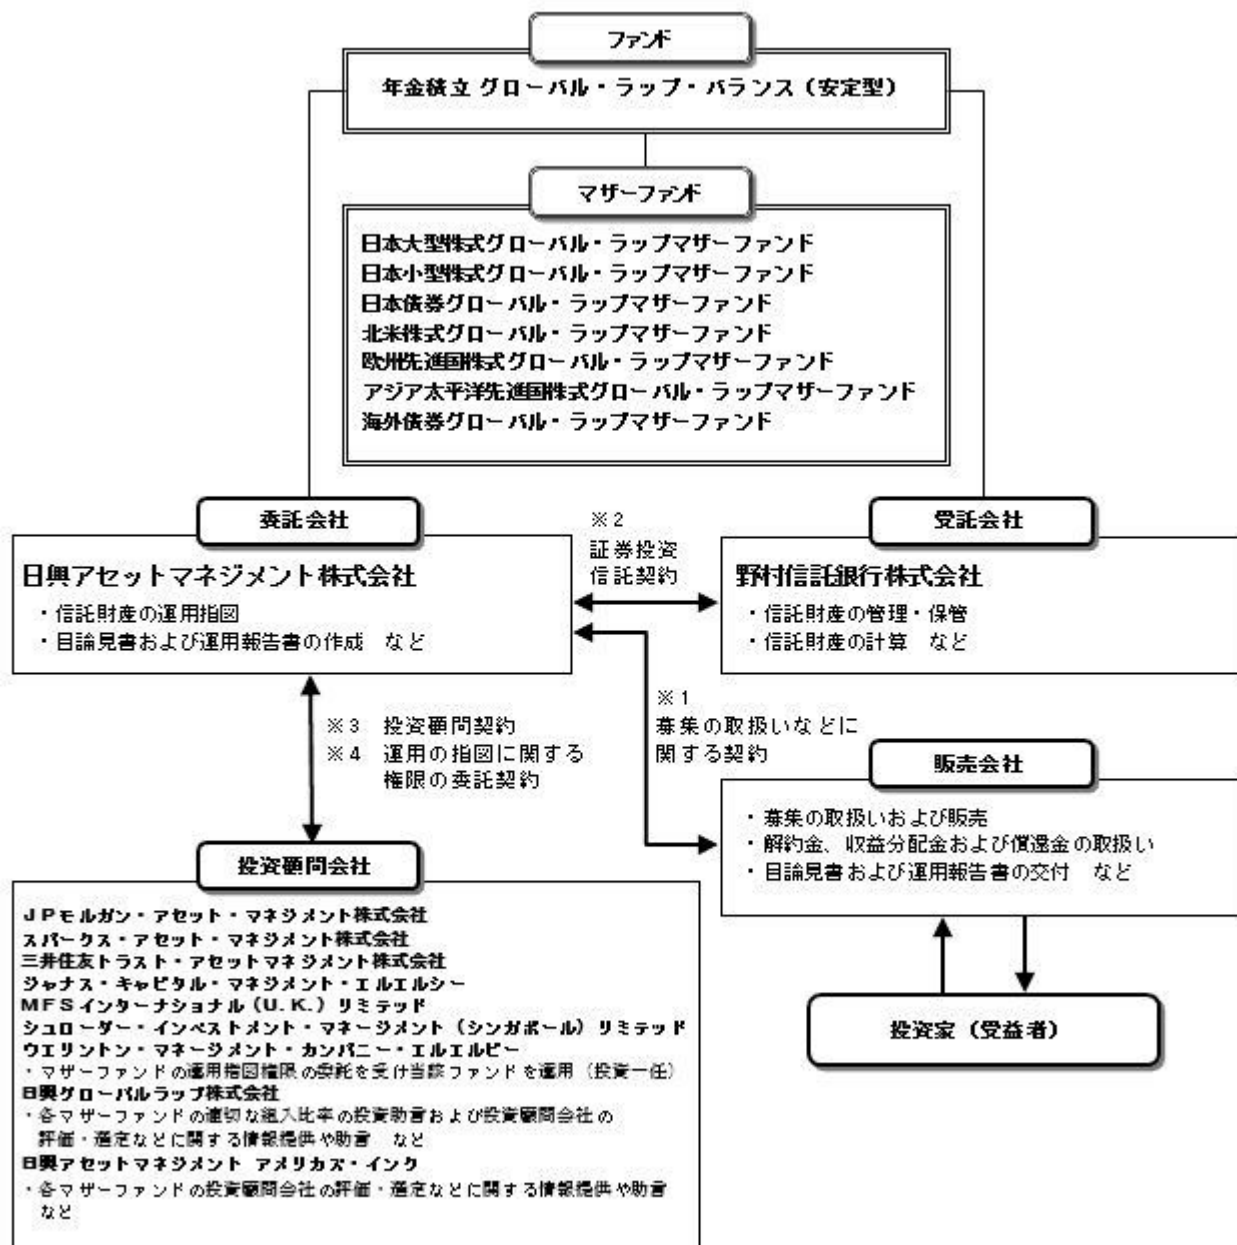 ファンド
年金積立 グローバル・ラップ・バランス（安定型）
マザーファンド
日本大型株式グローバル・ラップマザーファンド
日本小型株式グローバル・ラップマザーファンド
日本債券グローバル・ラップマザーファンド
北米株式グローバル・ラップマザーファンド
欧州先進国株式グローバル・ラップマザーファンド
アジア太平洋先進国株式グローバル・ラップマザーファンド
海外債券グローバル・ラップマザーファンド
委託会社
日興アセットマネジメント株式会社
・信託財産の運用指図
・目論見書および運用報告書の作成　など
※2
証券投資
信託契約
受託会社
野村信託銀行株式会社
・信託財産の管理・保管
・信託財産の計算　など
※3　投資顧問契約
※4　運用の指図に関する
権限の委託契約
※1
募集の取扱いなどに
関する契約
販売会社
・募集の取扱いおよび販売
・解約金、収益分配金および償還金の取扱い
・目論見書および運用報告書の交付　など
投資家（受益者）
投資顧問会社
ＪＰモルガン・アセット・マネジメント株式会社
スパークス・アセット・マネジメント株式会社
三井住友トラスト・アセットマネジメント株式会社
ジャナス・キャピタル・マネジメント・エルエルシー
MFSインターナショナル（U.K.）リミテッド
シュローダー・インベストメント・マネージメント（シンガポール）リミテッド
ウエリントン・マネージメント・カンパニー・エルエルピー
・マザーファンドの運用指図権限の委託を受け当該ファンドを運用（投資一任）
日興グローバルラップ株式会社
・各マザーファンドの適切な組入比率の投資助言および投資顧問会社の
評価・選定などに関する情報提供や助言　など
日興アセットマネジメント アメリカズ・インク
・各マザーファンドの投資顧問会社の評価・選定などに関する情報提供や助言
など